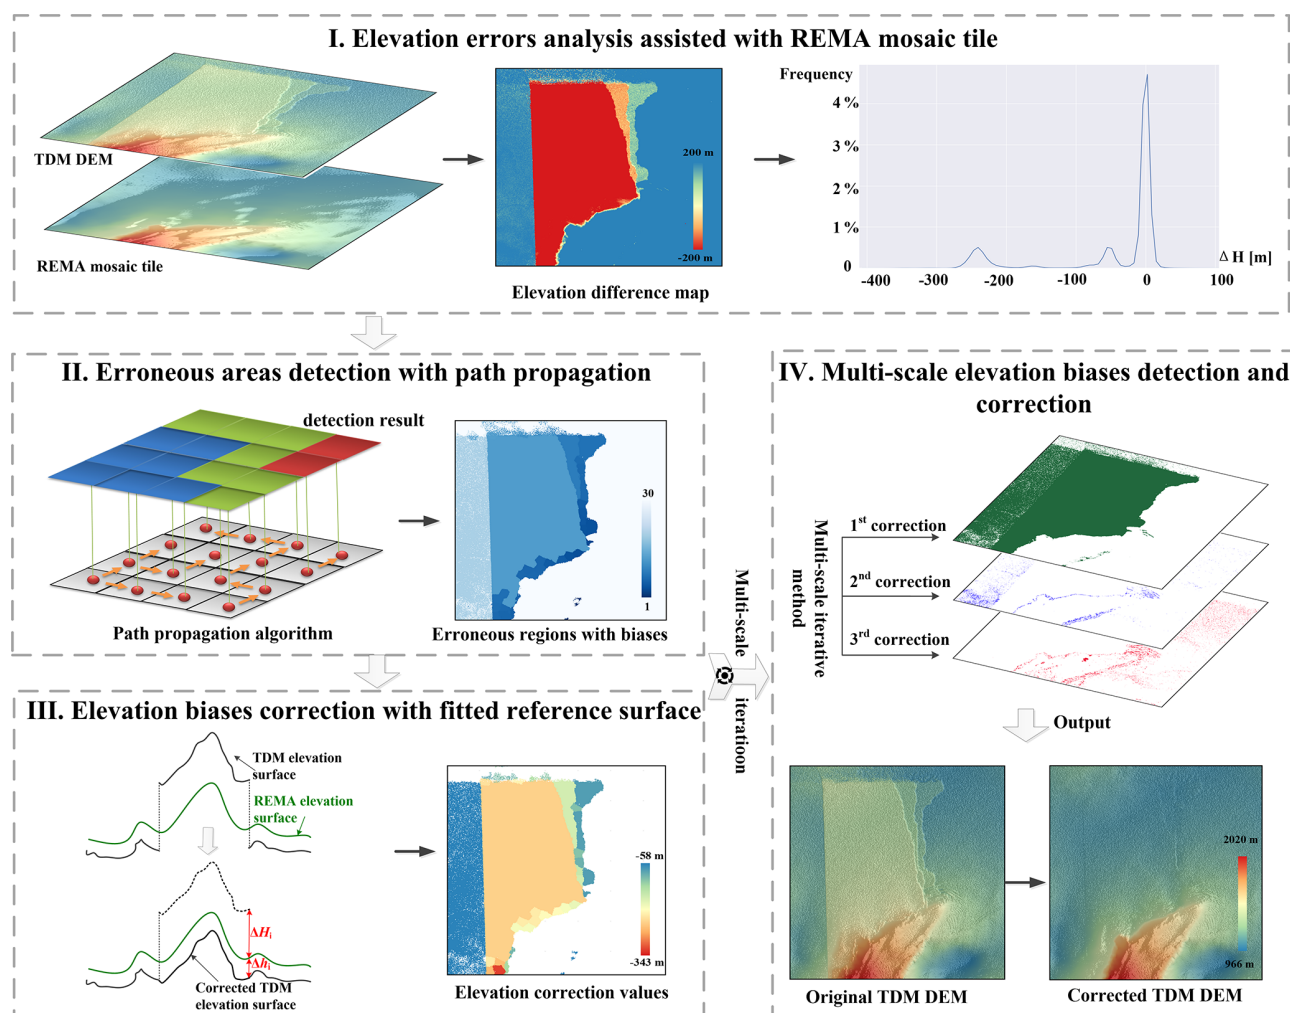 I. Elevation errors analysis assisted with REMA mosaic tile
TDM DEM
REMA mosaic tile
200 m
-200 m
Elevation difference map
Frequency
4 %
3 %
2 %
1 %
0
-400
-300
-200
-100
0
100
Δ H [m]
II. Erroneous areas detection with path propagation
detection result
Path propagation algorithm
30
1
Erroneous regions with biases
III. Elevation biases correction with fitted reference surface
TDM elevation
surface
REMA elevation
surface
ΔHi
Δhi
Corrected TDM
elevation surface
-58 m
-343 m
Elevation correction values
Multi-scale
iteratioon
IV. Multi-scale elevation biases detection and
correction
Multi-scale iterative
method
1st correction
2nd correction
3rd correction
Output
Original TDM DEM
2020 m
966 m
Corrected TDM DEM